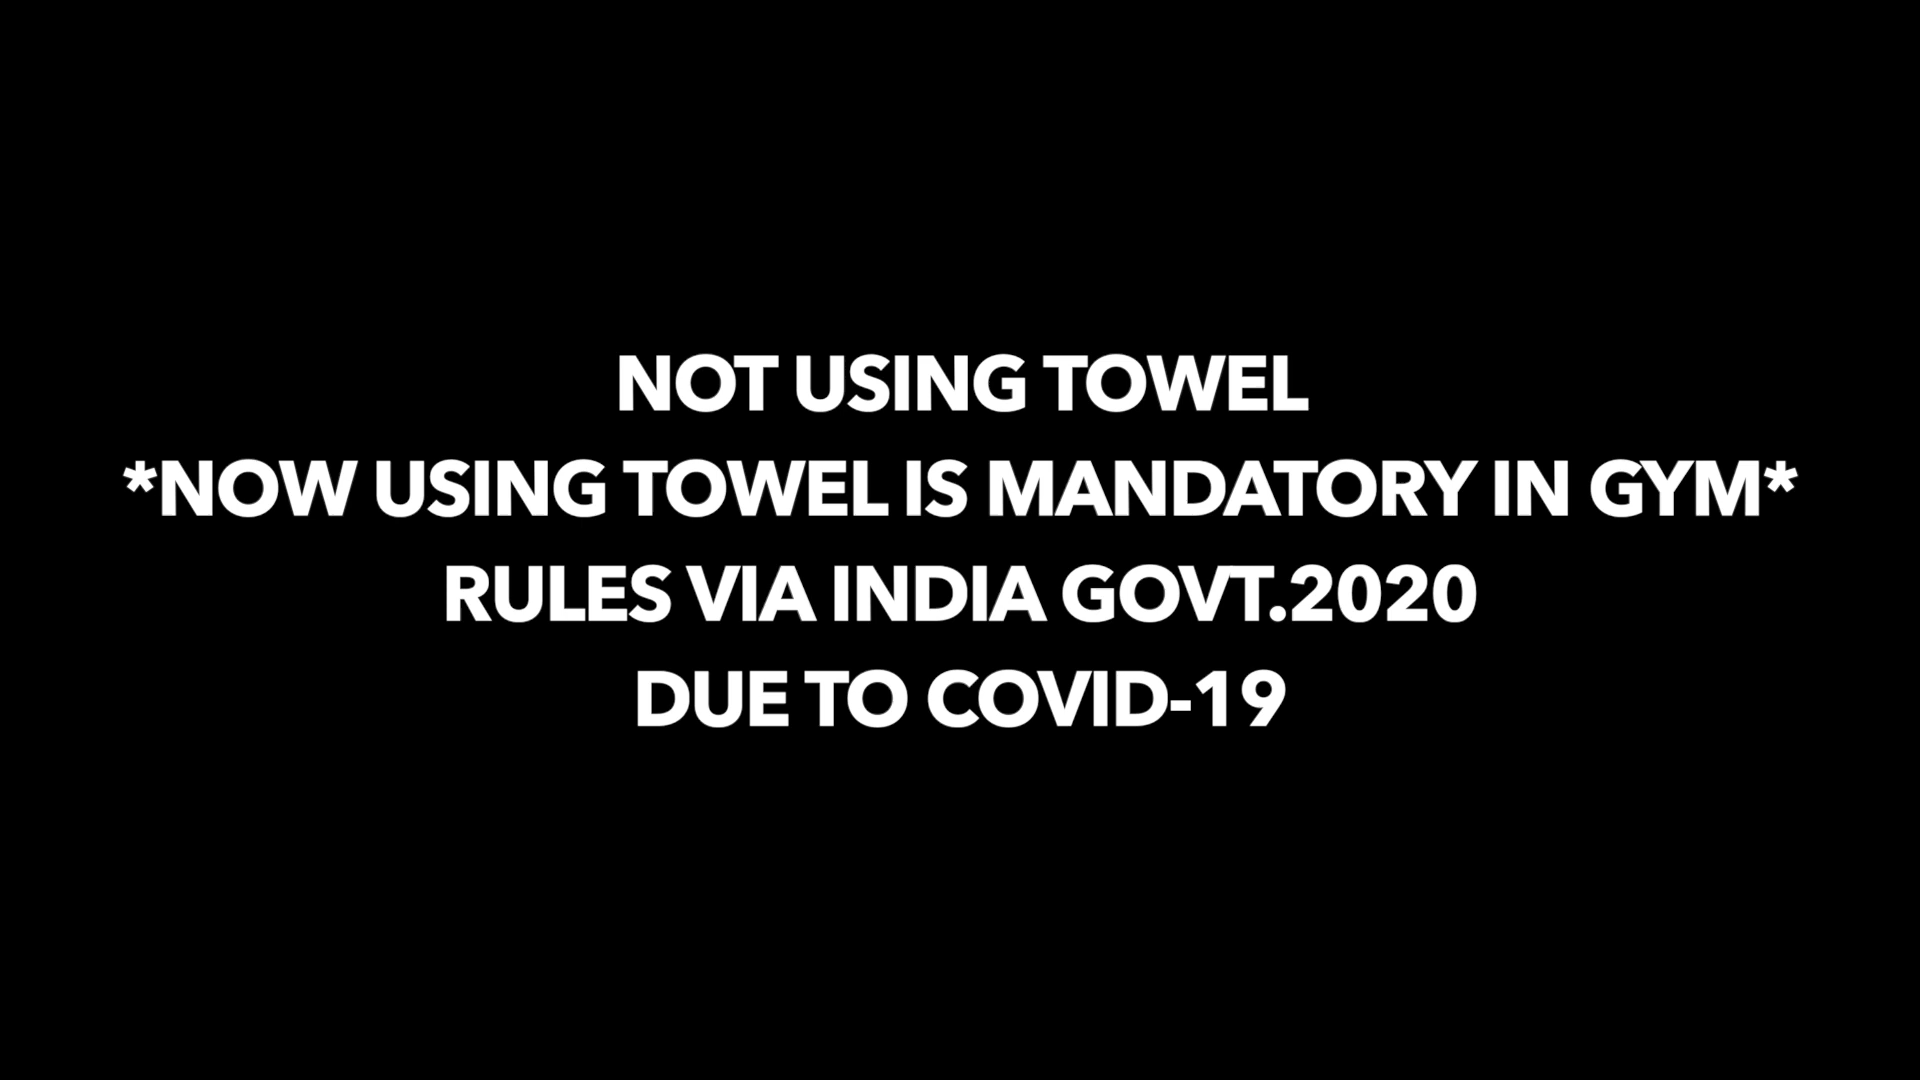 NOT USING TOWEL
*NOW USING TOWEL IS MANDATORY IN GYM*
RULES VIA INDIA GOVT.2020
DUE TO COVID-19